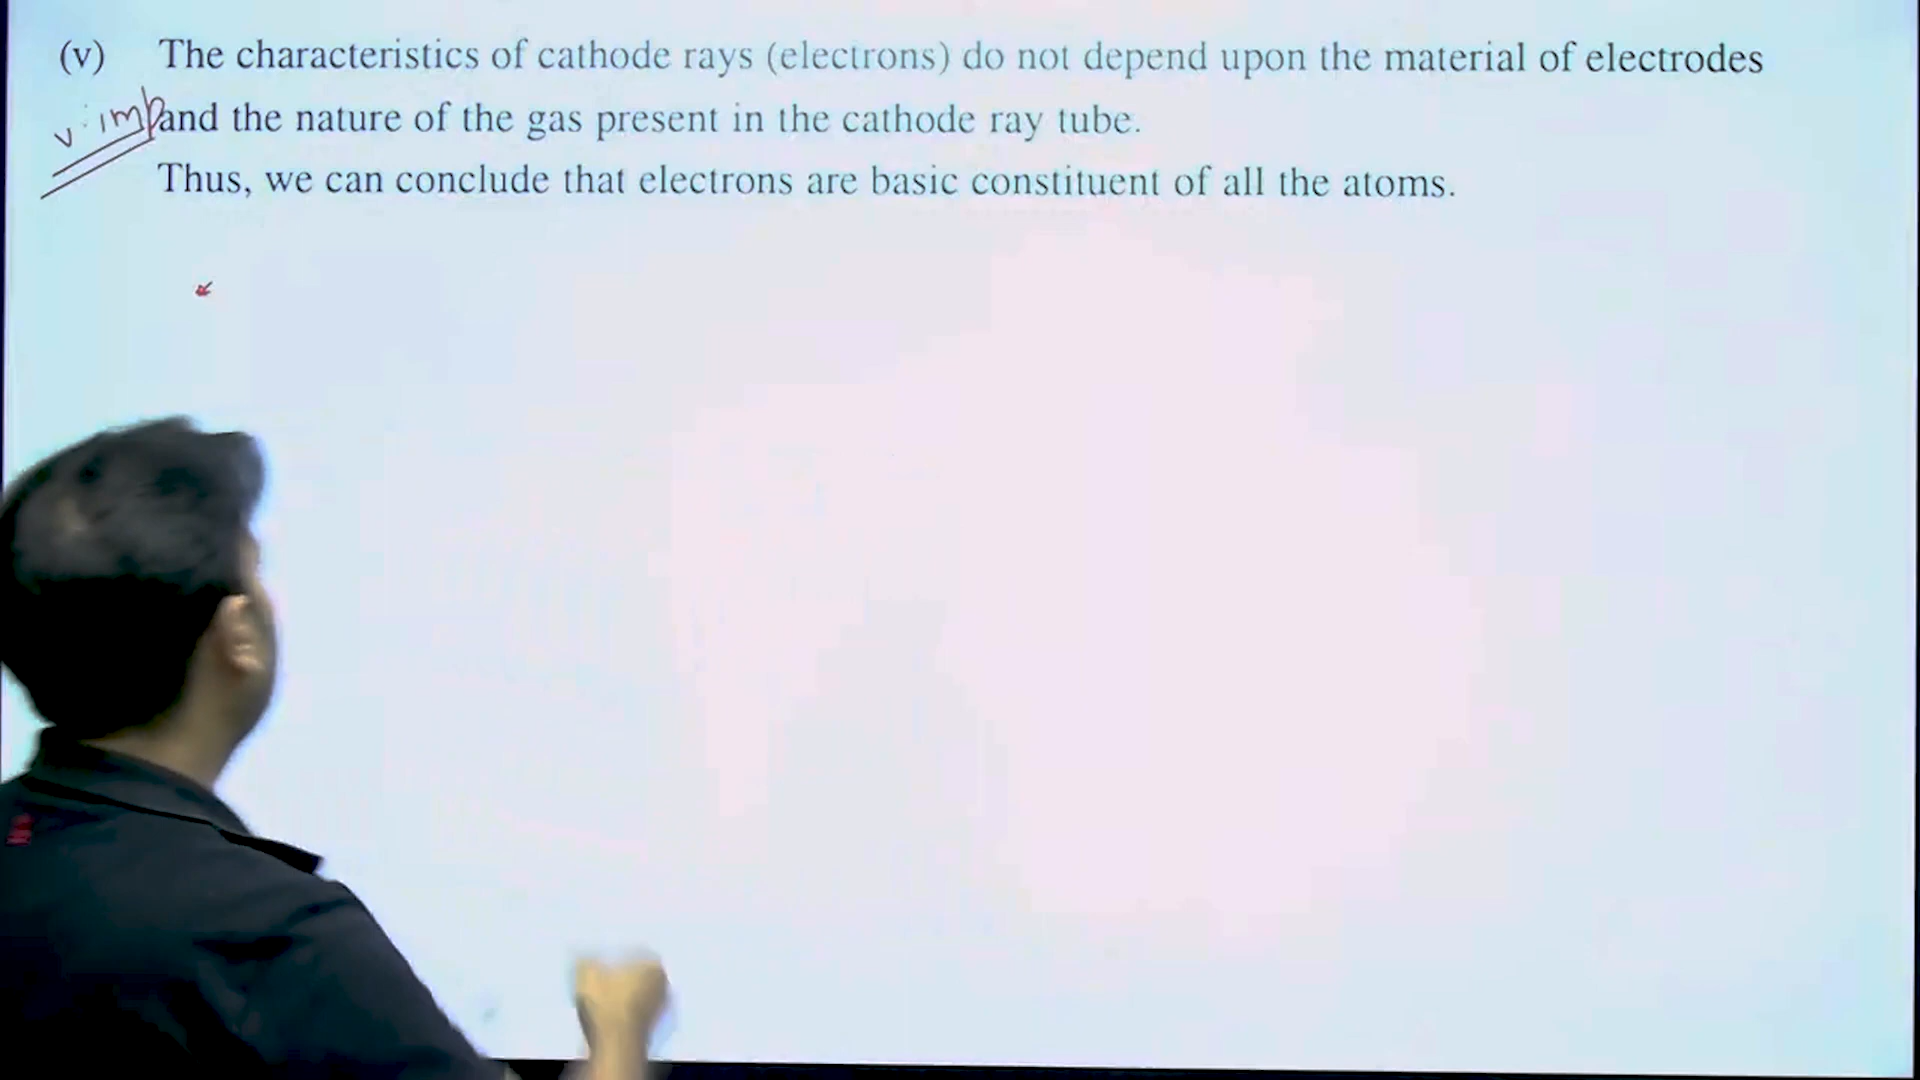 (v) The characteristics of cathode rays (electrons) do not depend upon the material of electrodes
v. imp and the nature of the gas present in the cathode ray tube.
Thus, we can conclude that electrons are basic constituent of all the atoms.